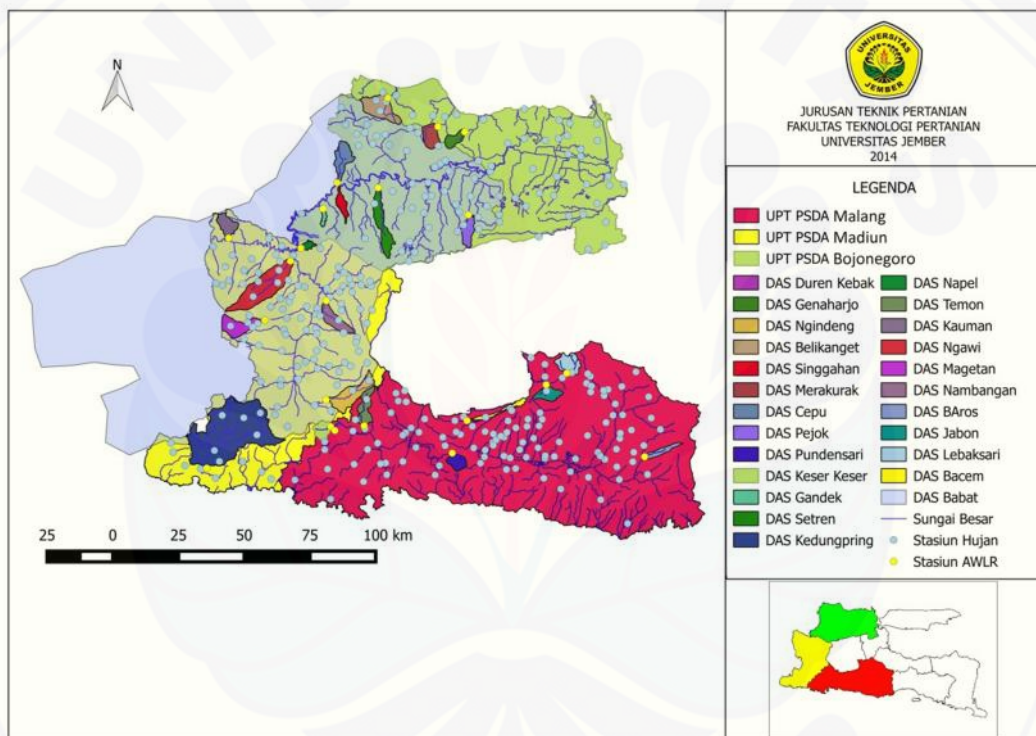 N
25 0 25 50 75 100 km
UNIVERSITAS
JEMBER
JURUSAN TEKNIK PERTANIAN
FAKULTAS TEKNOLOGI PERTANIAN
UNIVERSITAS JEMBER
2014
LEGENDA
UPT PSDA Malang
UPT PSDA Madiun
UPT PSDA Bojonegoro
DAS Duren Kebak
DAS Genaharjo
DAS Ngindeng
DAS Belikanget
DAS Singgahan
DAS Merakurak
DAS Cepu
DAS Pejok
DAS Pundensari
DAS Keser Keser
DAS Gandek
DAS Setren
DAS Kedungpring
DAS Napel
DAS Temon
DAS Kauman
DAS Ngawi
DAS Magetan
DAS Nambangan
DAS BAros
DAS Jabon
DAS Lebaksari
DAS Bacem
DAS Babat
Sungai Besar
Stasiun Hujan
Stasiun AWLR